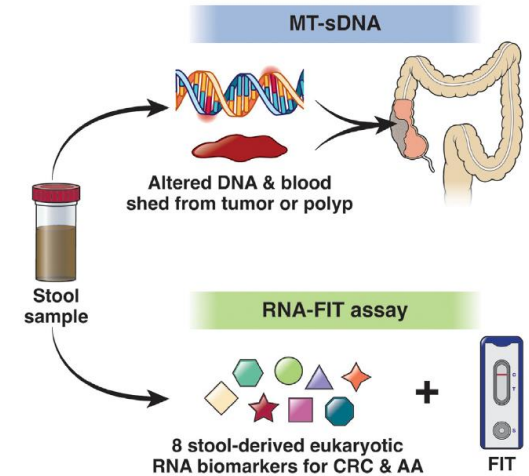 MT-sDNA
Altered DNA & blood
shed from tumor or polyp
Stool
sample
RNA-FIT assay
+
C
T
S
8 stool-derived eukaryotic
RNA biomarkers for CRC & AA
FIT